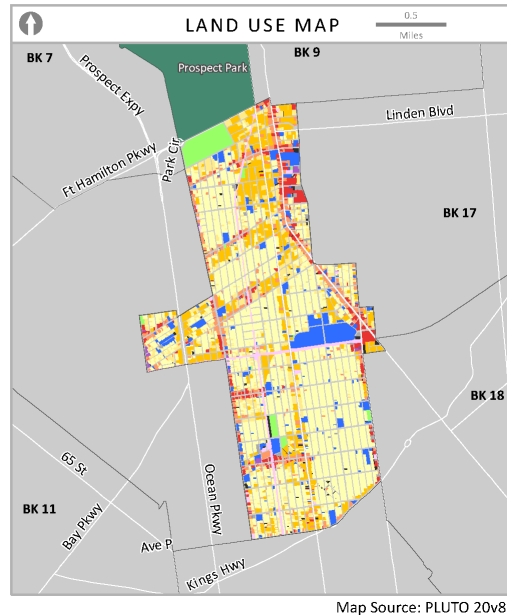 LAND USE MAP
0.5
Miles
BK 7
BK 9
Prospect Park
Prospect Expy
Linden Blvd
Park Cir
Ft Hamilton Pkwy
BK 17
BK 18
65 St
Ocean Pkwy
BK 11
Bay Pkwy
Ave P
Kings Hwy
Map Source: PLUTO 20v8